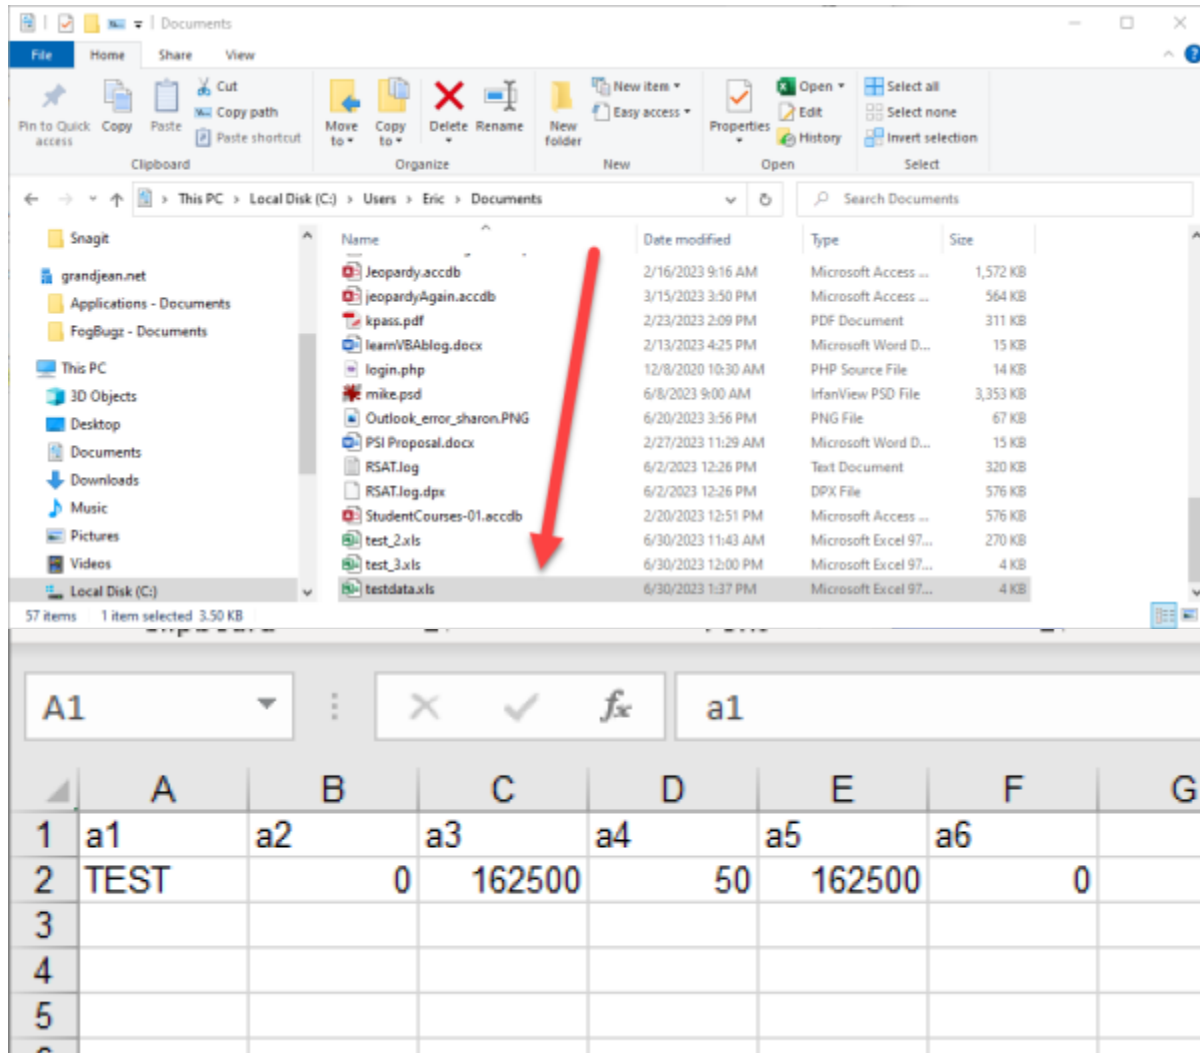 Documents
File Home Share View
Pin to Quick access
Copy
Paste
Cut
Copy path
Paste shortcut
Clipboard
Move to
Copy to
Delete
Rename
Organize
New folder
New item
Easy access
New
Properties
Open
Edit
History
Open
Select all
Select none
Invert selection
Select
This PC > Local Disk (C:) > Users > Eric > Documents
Search Documents
Snagit
grandjean.net
Applications - Documents
FogBugz - Documents
This PC
3D Objects
Desktop
Documents
Downloads
Music
Pictures
Videos
Local Disk (C:)
Name Date modified Type Size
Jeopardy.accdb 2/16/2023 9:16 AM Microsoft Access ... 1,572 KB
jeopardyAgain.accdb 3/15/2023 3:50 PM Microsoft Access ... 564 KB
kpass.pdf 2/23/2023 2:09 PM PDF Document 311 KB
learnVBAblog.docx 2/13/2023 4:25 PM Microsoft Word D... 15 KB
login.php 12/8/2020 10:30 AM PHP Source File 14 KB
mike.psd 6/8/2023 9:00 AM IrfanView PSD File 3,353 KB
Outlook_error_sharon.PNG 6/20/2023 3:56 PM PNG File 67 KB
PSI Proposal.docx 2/27/2023 11:29 AM Microsoft Word D... 15 KB
RSAT.log 6/2/2023 12:26 PM Text Document 320 KB
RSAT.log.dpx 6/2/2023 12:26 PM DPX File 576 KB
StudentCourses-01.accdb 2/20/2023 12:51 PM Microsoft Access ... 576 KB
test_2.xls 6/30/2023 11:43 AM Microsoft Excel 97... 270 KB
test_3.xls 6/30/2023 12:00 PM Microsoft Excel 97... 4 KB
testdata.xls 6/30/2023 1:37 PM Microsoft Excel 97... 4 KB
57 items 1 item selected 3.50 KB
A1 fx a1
A B C D E F G
1 a1 a2 a3 a4 a5 a6
2 TEST 0 162500 50 162500 0
3
4
5